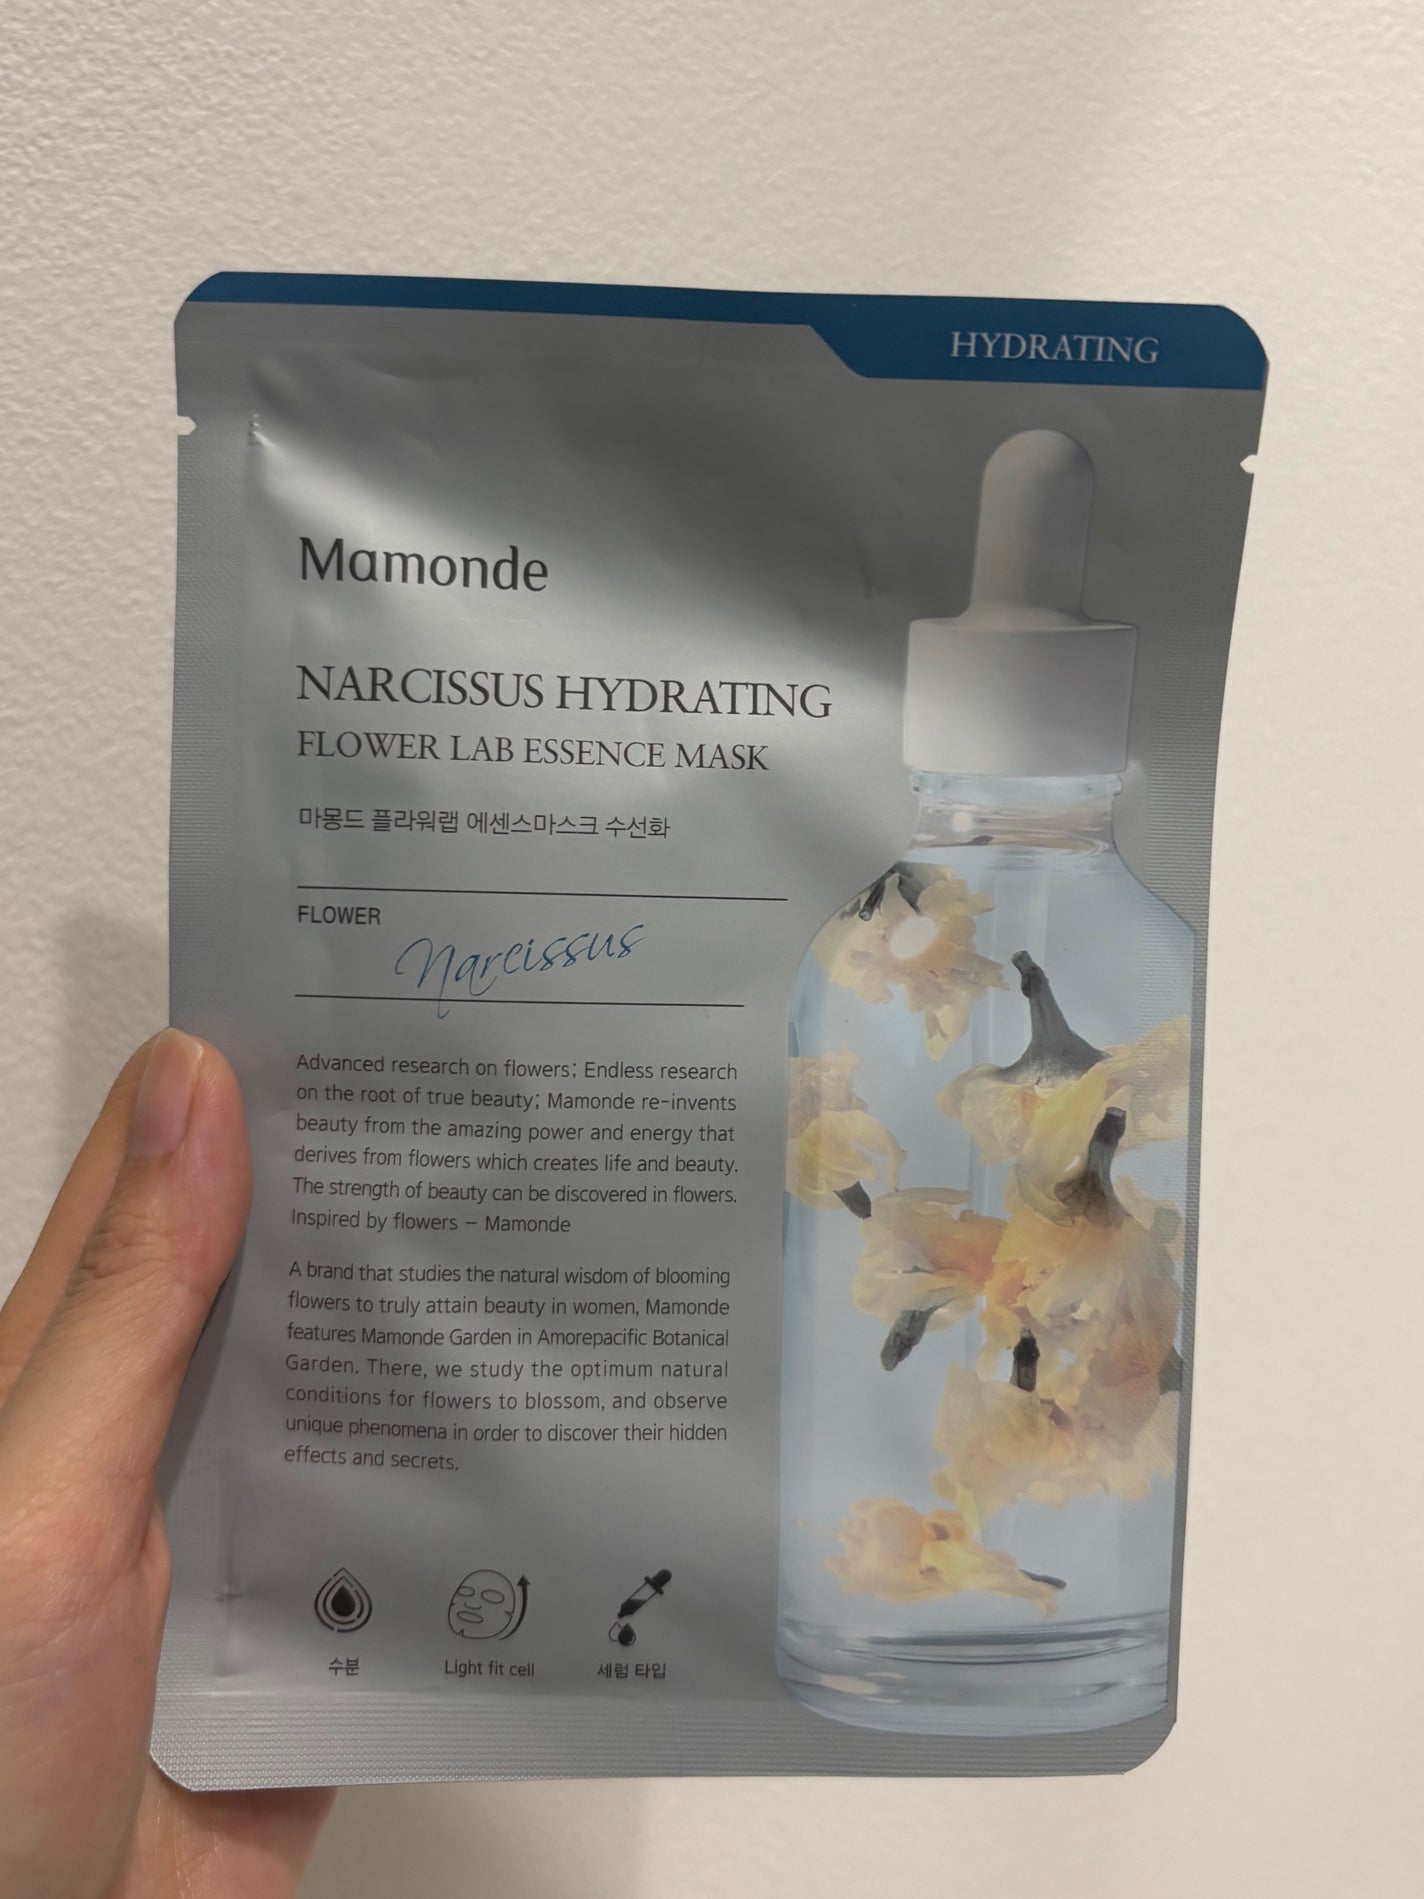 HYDRATING
Mamonde
NARCISSUS HYDRATING
FLOWER LAB ESSENCE MASK
마몽드 플라워랩 에센스마스크 수선화
FLOWER
Narcissus
Advanced research on flowers; Endless research
on the root of true beauty; Mamonde re-invents
beauty from the amazing power and energy that
derives from flowers which creates life and beauty.
The strength of beauty can be discovered in flowers.
Inspired by flowers – Mamonde
A brand that studies the natural wisdom of blooming
flowers to truly attain beauty in women, Mamonde
features Mamonde Garden in Amorepacific Botanical
Garden. There, we study the optimum natural
conditions for flowers to blossom, and observe
unique phenomena in order to discover their hidden
effects and secrets.
수분
Light fit cell
세럼 타입